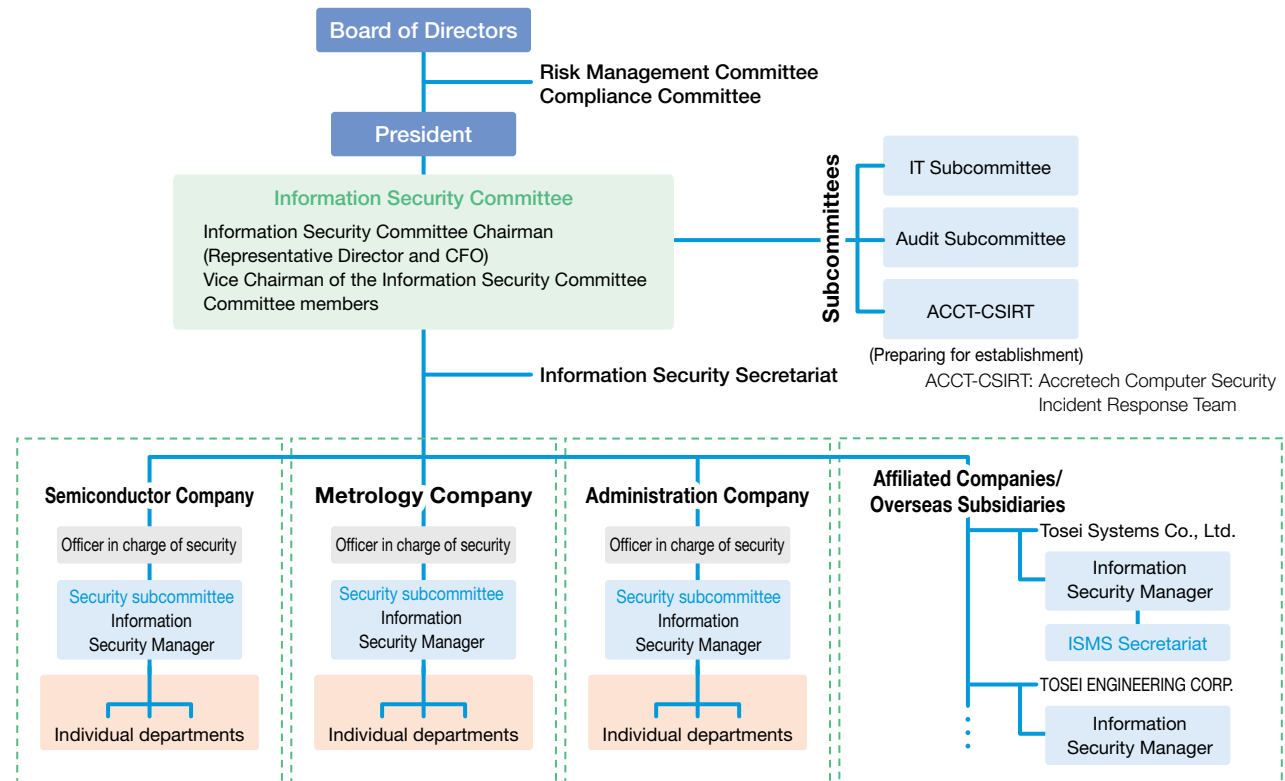 Board of Directors
Risk Management Committee
Compliance Committee
President
Information Security Committee
Information Security Committee Chairman
(Representative Director and CFO)
Vice Chairman of the Information Security Committee
Committee members
Subcommittees
IT Subcommittee
Audit Subcommittee
ACCT-CSIRT
(Preparing for establishment)
ACCT-CSIRT: Accretech Computer Security
Incident Response Team
Information Security Secretariat
Semiconductor Company
Officer in charge of security
Security subcommittee
Information
Security Manager
Individual departments
Metrology Company
Officer in charge of security
Security subcommittee
Information
Security Manager
Individual departments
Administration Company
Officer in charge of security
Security subcommittee
Information
Security Manager
Individual departments
Affiliated Companies/
Overseas Subsidiaries
Tosei Systems Co., Ltd.
Information
Security Manager
ISMS Secretariat
TOSEI ENGINEERING CORP.
Information
Security Manager